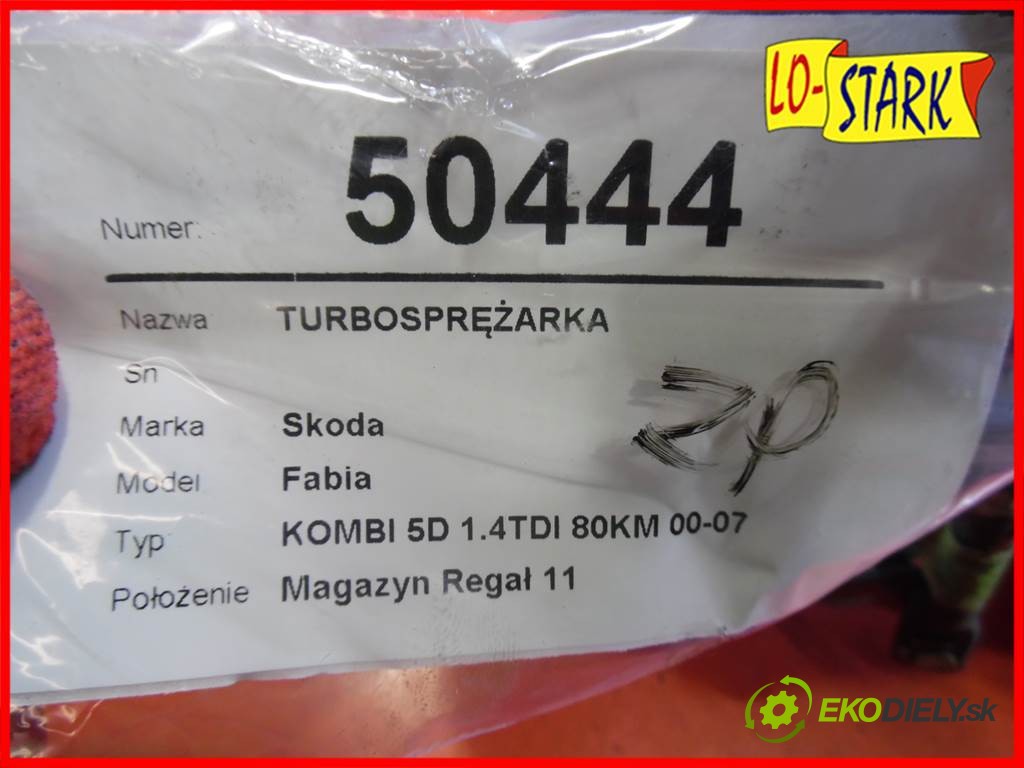 LO-STARK
Numer: 50444
Nazwa TURBOSPRĘŻARKA
Sn
Marka Skoda
Model Fabia
Typ KOMBI 5D 1.4TDI 80KM 00-07
Położenie Magazyn Regał 11
ZP
EKODIELY.sk